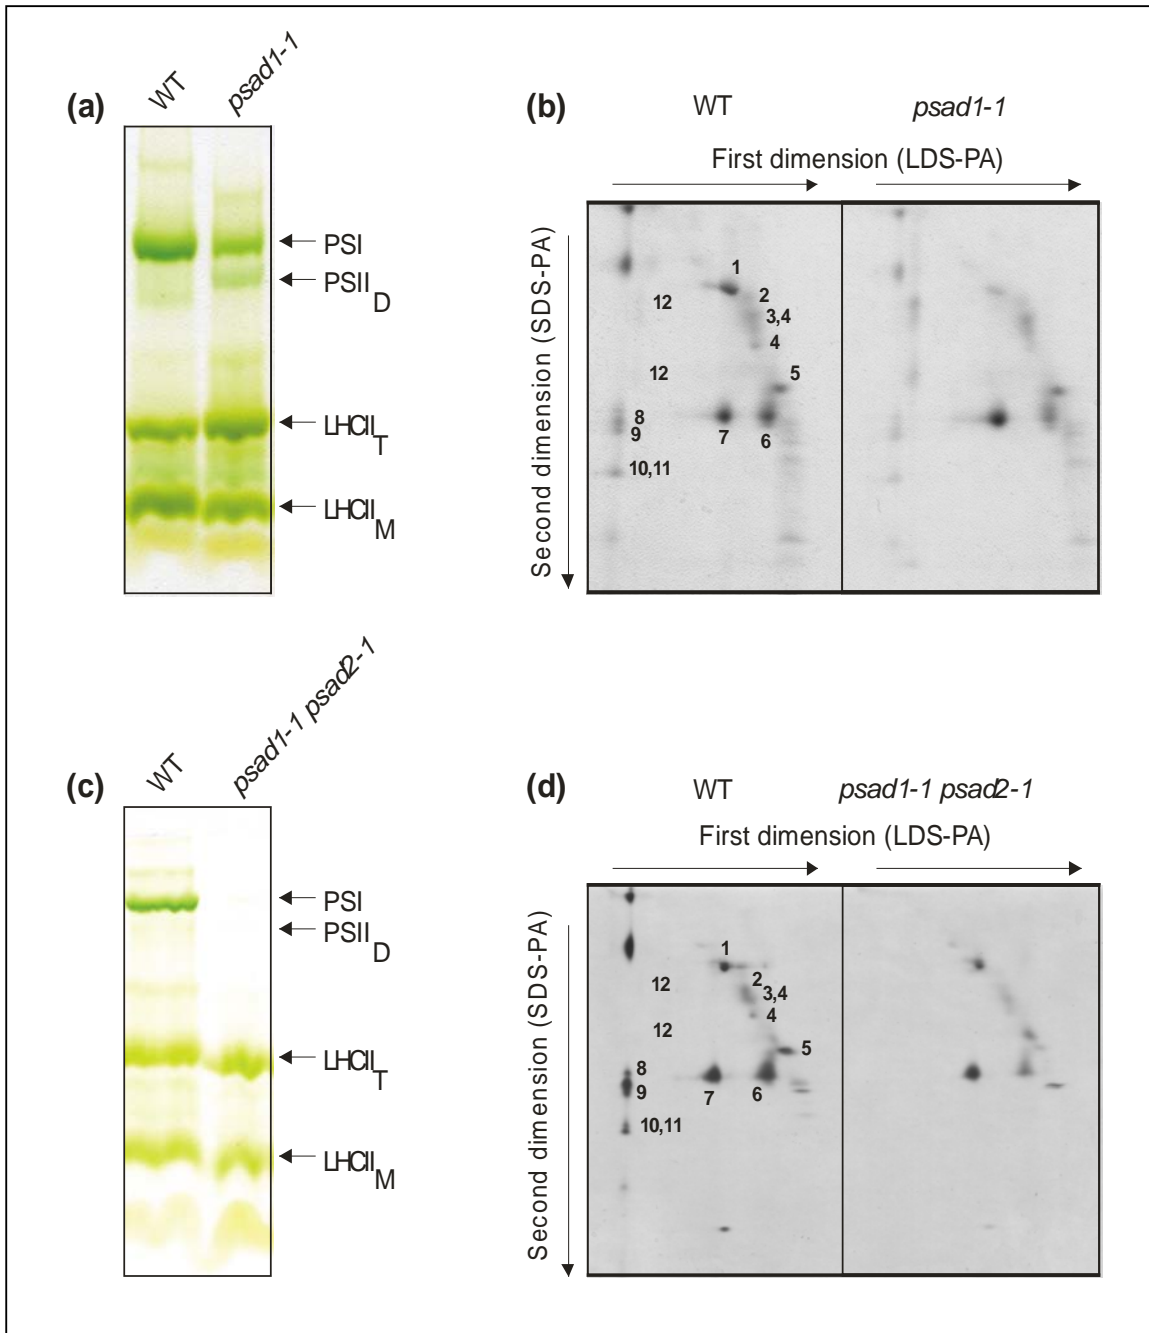 (a)
WT
psad1-1
PSI
PSII D
LHCII T
LHCII M
(b)
WT
psad1-1
First dimension (LDS-PA)
Second dimension (SDS-PA)
1
2
12
3,4
4
12
5
8
9
7
6
10,11
(c)
WT
psad1-1 psad2-1
PSI
PSII D
LHCII T
LHCII M
(d)
WT
psad1-1 psad2-1
First dimension (LDS-PA)
Second dimension (SDS-PA)
1
2
12
3,4
4
12
5
8
9
7
6
10,11